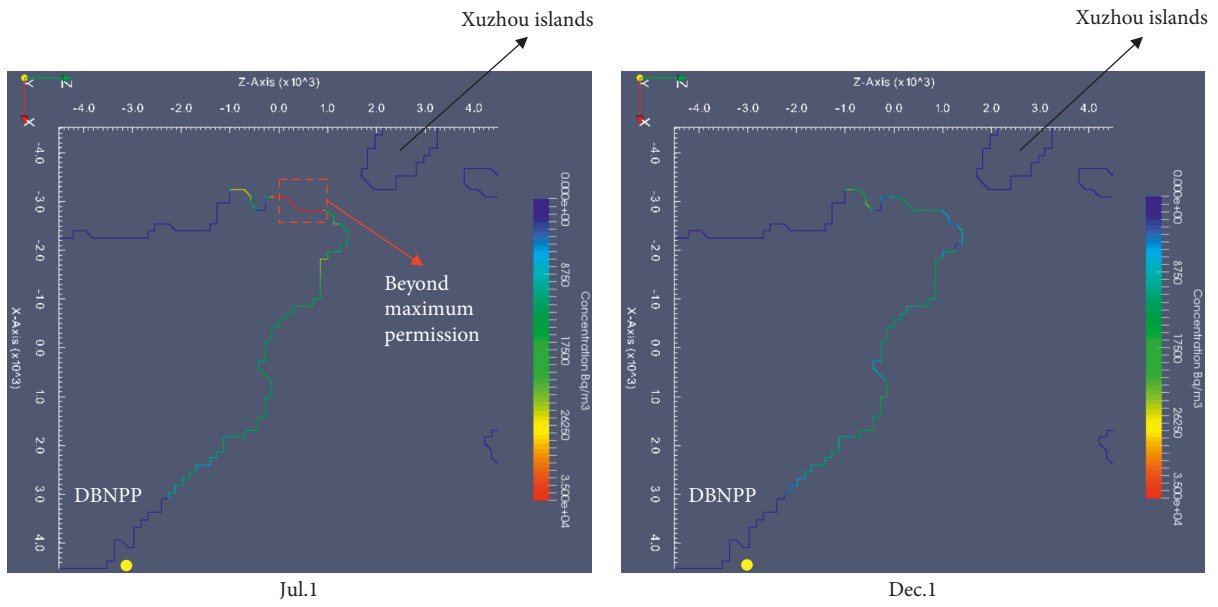 Xuzhou islands
Z-Axis (x10^3)
-4.0 -3.0 -2.0 -1.0 0.0 1.0 2.0 3.0 4.0
Y Z
X
X-Axis (x10^3)
-4.0
-3.0
-2.0
-1.0
0.0
1.0
2.0
3.0
4.0
0.000e+00
8750
17500
26250
3.500e+04
Concentration Bq/m3
Beyond
maximum
permission
DBNPP
Jul.1
Xuzhou islands
Z-Axis (x10^3)
-4.0 -3.0 -2.0 -1.0 0.0 1.0 2.0 3.0 4.0
Y Z
X
X-Axis (x10^3)
-4.0
-3.0
-2.0
-1.0
0.0
1.0
2.0
3.0
4.0
0.000e+00
8750
17500
26250
3.500e+04
Concentration Bq/m3
DBNPP
Dec.1